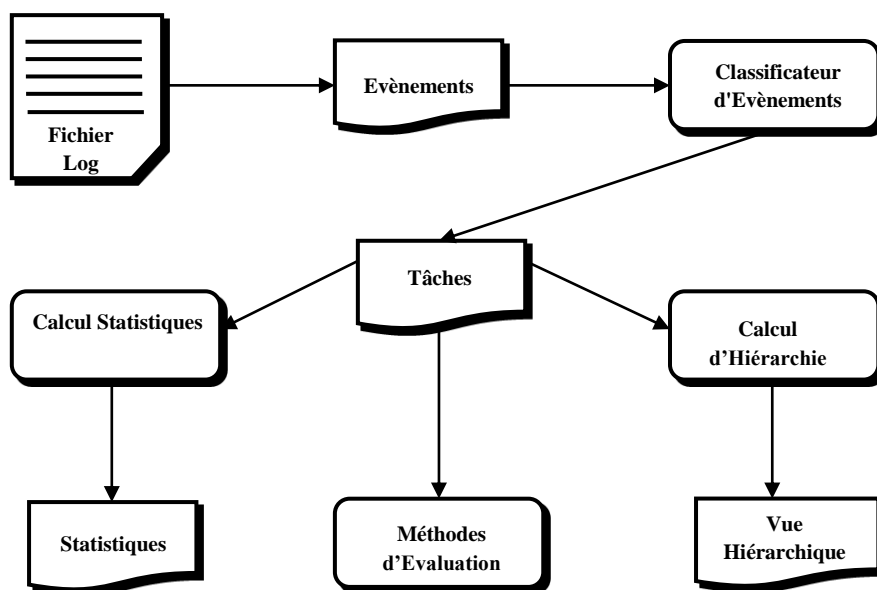 Fichier
Log
Evènements
Classificateur
d'Evènements
Tâches
Calcul Statistiques
Calcul
d’Hiérarchie
Statistiques
Méthodes
d’Evaluation
Vue
Hiérarchique